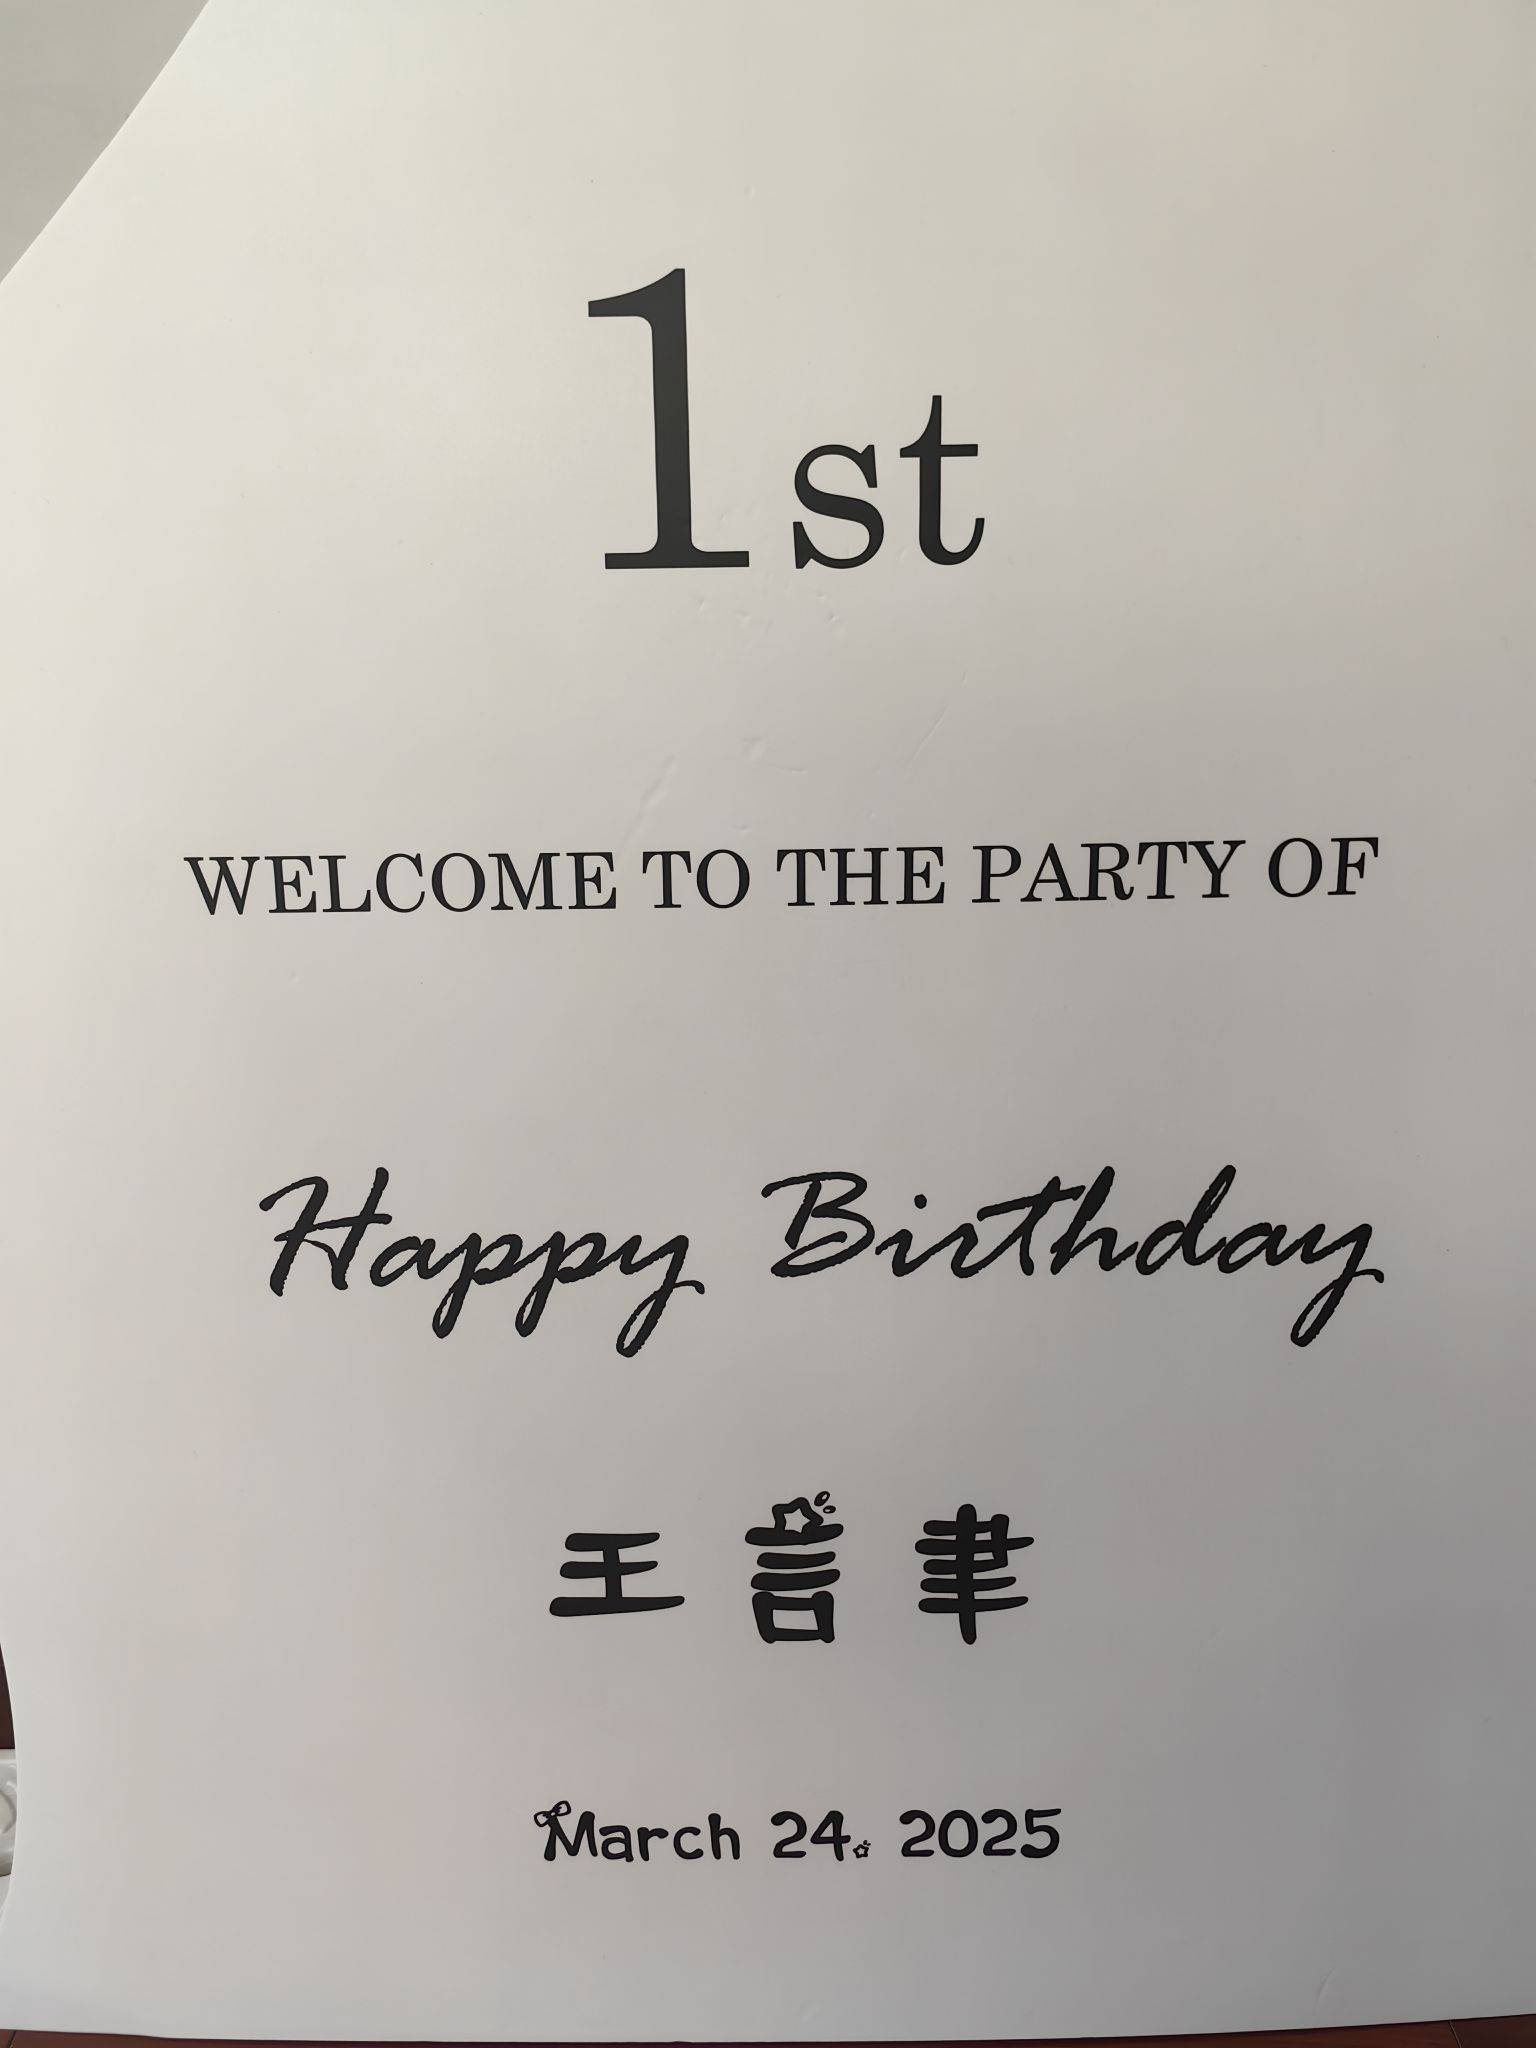 1st
WELCOME TO THE PARTY OF
Happy Birthday
王言聿
March 24, 2025